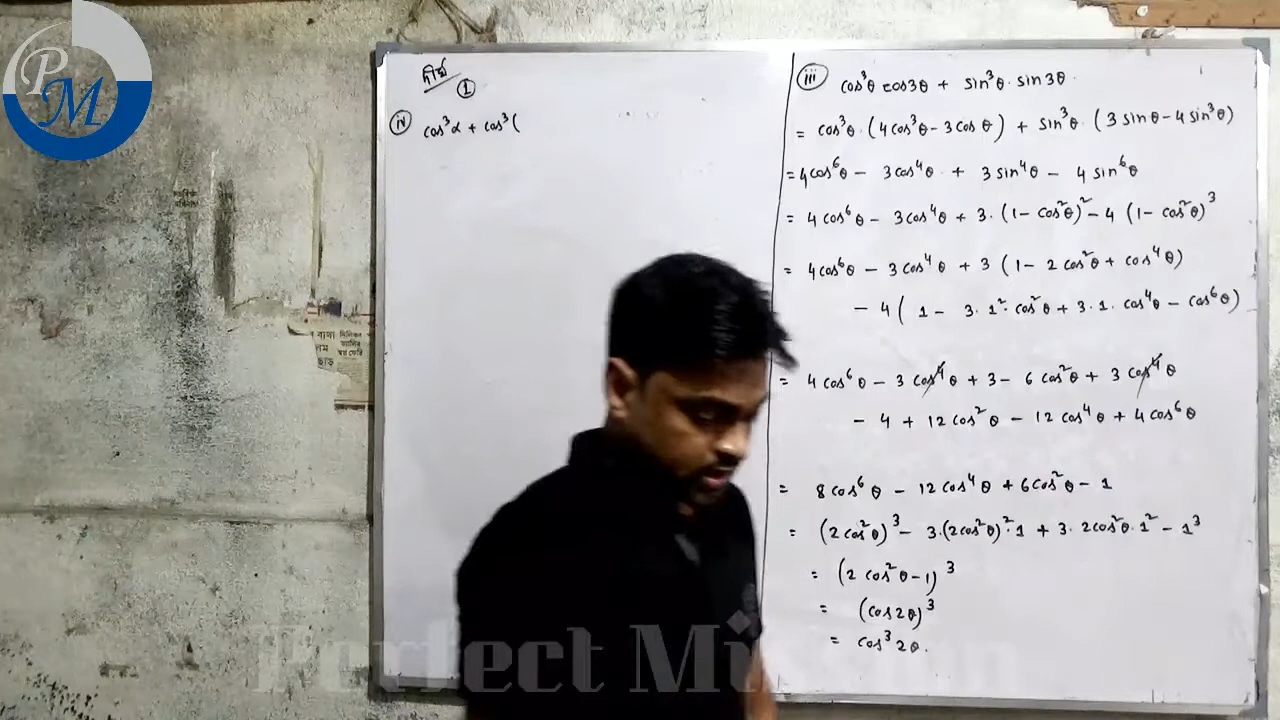 PM
দীর্ঘ
①
ⓘⓥ cos³α + cos³(
ⓘⓘⓘ cos³θ cos3θ + sin³θ. sin3θ.
= cos³θ. (4cos³θ - 3cosθ) + sin³θ. (3sinθ - 4sin³θ)
= 4cos⁶θ - 3cos⁴θ + 3sin⁴θ - 4sin⁶θ
= 4cos⁶θ - 3cos⁴θ + 3.(1 - cos²θ)² - 4(1 - cos²θ)³
= 4cos⁶θ - 3cos⁴θ + 3(1 - 2cos²θ + cos⁴θ)
- 4(1 - 3.1².cos²θ + 3.1.cos⁴θ - cos⁶θ)
= 4cos⁶θ - 3cos⁴θ + 3 - 6cos²θ + 3cos⁴θ
- 4 + 12cos²θ - 12cos⁴θ + 4cos⁶θ
= 8cos⁶θ - 12cos⁴θ + 6cos²θ - 1
= (2cos²θ)³ - 3.(2cos²θ)².1 + 3.2cos²θ.1² - 1³
= (2cos²θ - 1)³
= (cos2θ)³
= cos³2θ.
Perfect Mission